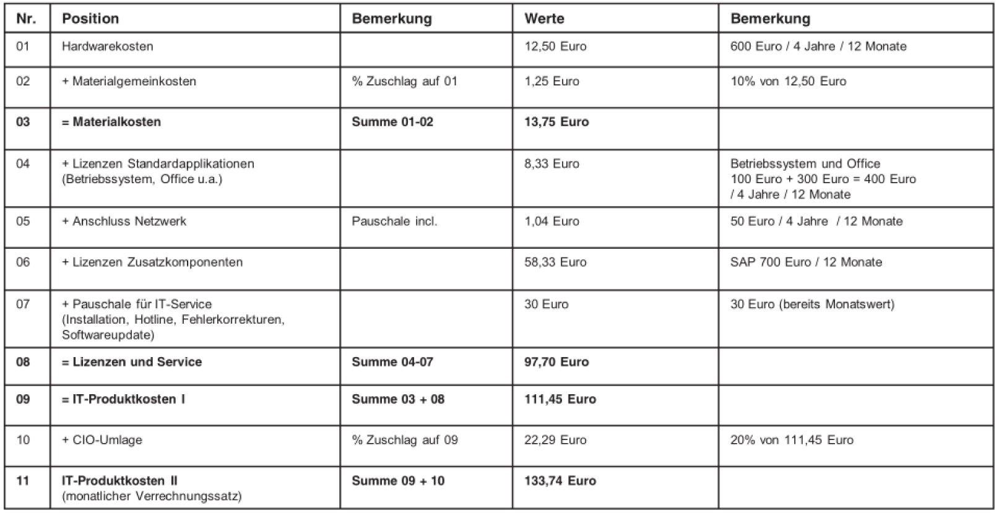 Nr. Position Bemerkung Werte Bemerkung
01 Hardwarekosten 12,50 Euro 600 Euro / 4 Jahre / 12 Monate
02 + Materialgemeinkosten % Zuschlag auf 01 1,25 Euro 10% von 12,50 Euro
03 = Materialkosten Summe 01-02 13,75 Euro
04 + Lizenzen Standardapplikationen 8,33 Euro Betriebssystem und Office
(Betriebssystem, Office u.a.) 100 Euro + 300 Euro = 400 Euro
/ 4 Jahre / 12 Monate
05 + Anschluss Netzwerk Pauschale incl. 1,04 Euro 50 Euro / 4 Jahre / 12 Monate
06 + Lizenzen Zusatzkomponenten 58,33 Euro SAP 700 Euro / 12 Monate
07 + Pauschale für IT-Service 30 Euro 30 Euro (bereits Monatswert)
(Installation, Hotline, Fehlerkorrekturen,
Softwareupdate)
08 = Lizenzen und Service Summe 04-07 97,70 Euro
09 = IT-Produktkosten I Summe 03 + 08 111,45 Euro
10 + CIO-Umlage % Zuschlag auf 09 22,29 Euro 20% von 111,45 Euro
11 IT-Produktkosten II Summe 09 + 10 133,74 Euro
(monatlicher Verrechnungssatz)